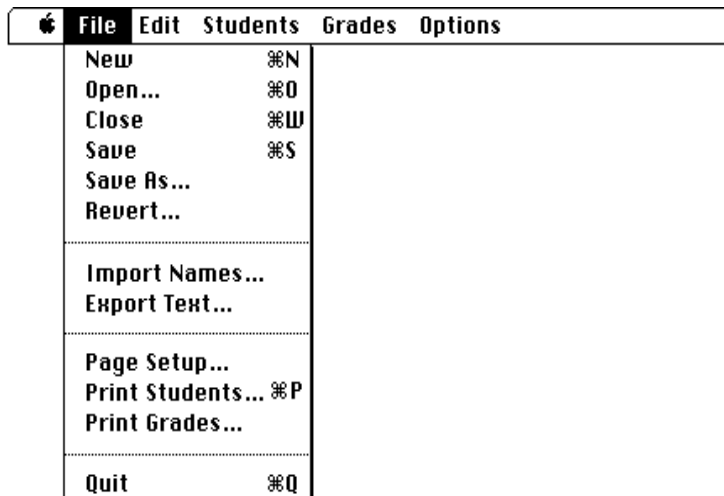 File Edit Students Grades Options
New ⌘N
Open... ⌘O
Close ⌘W
Save ⌘S
Save As...
Revert...
Import Names...
Export Text...
Page Setup...
Print Students... ⌘P
Print Grades...
Quit ⌘Q